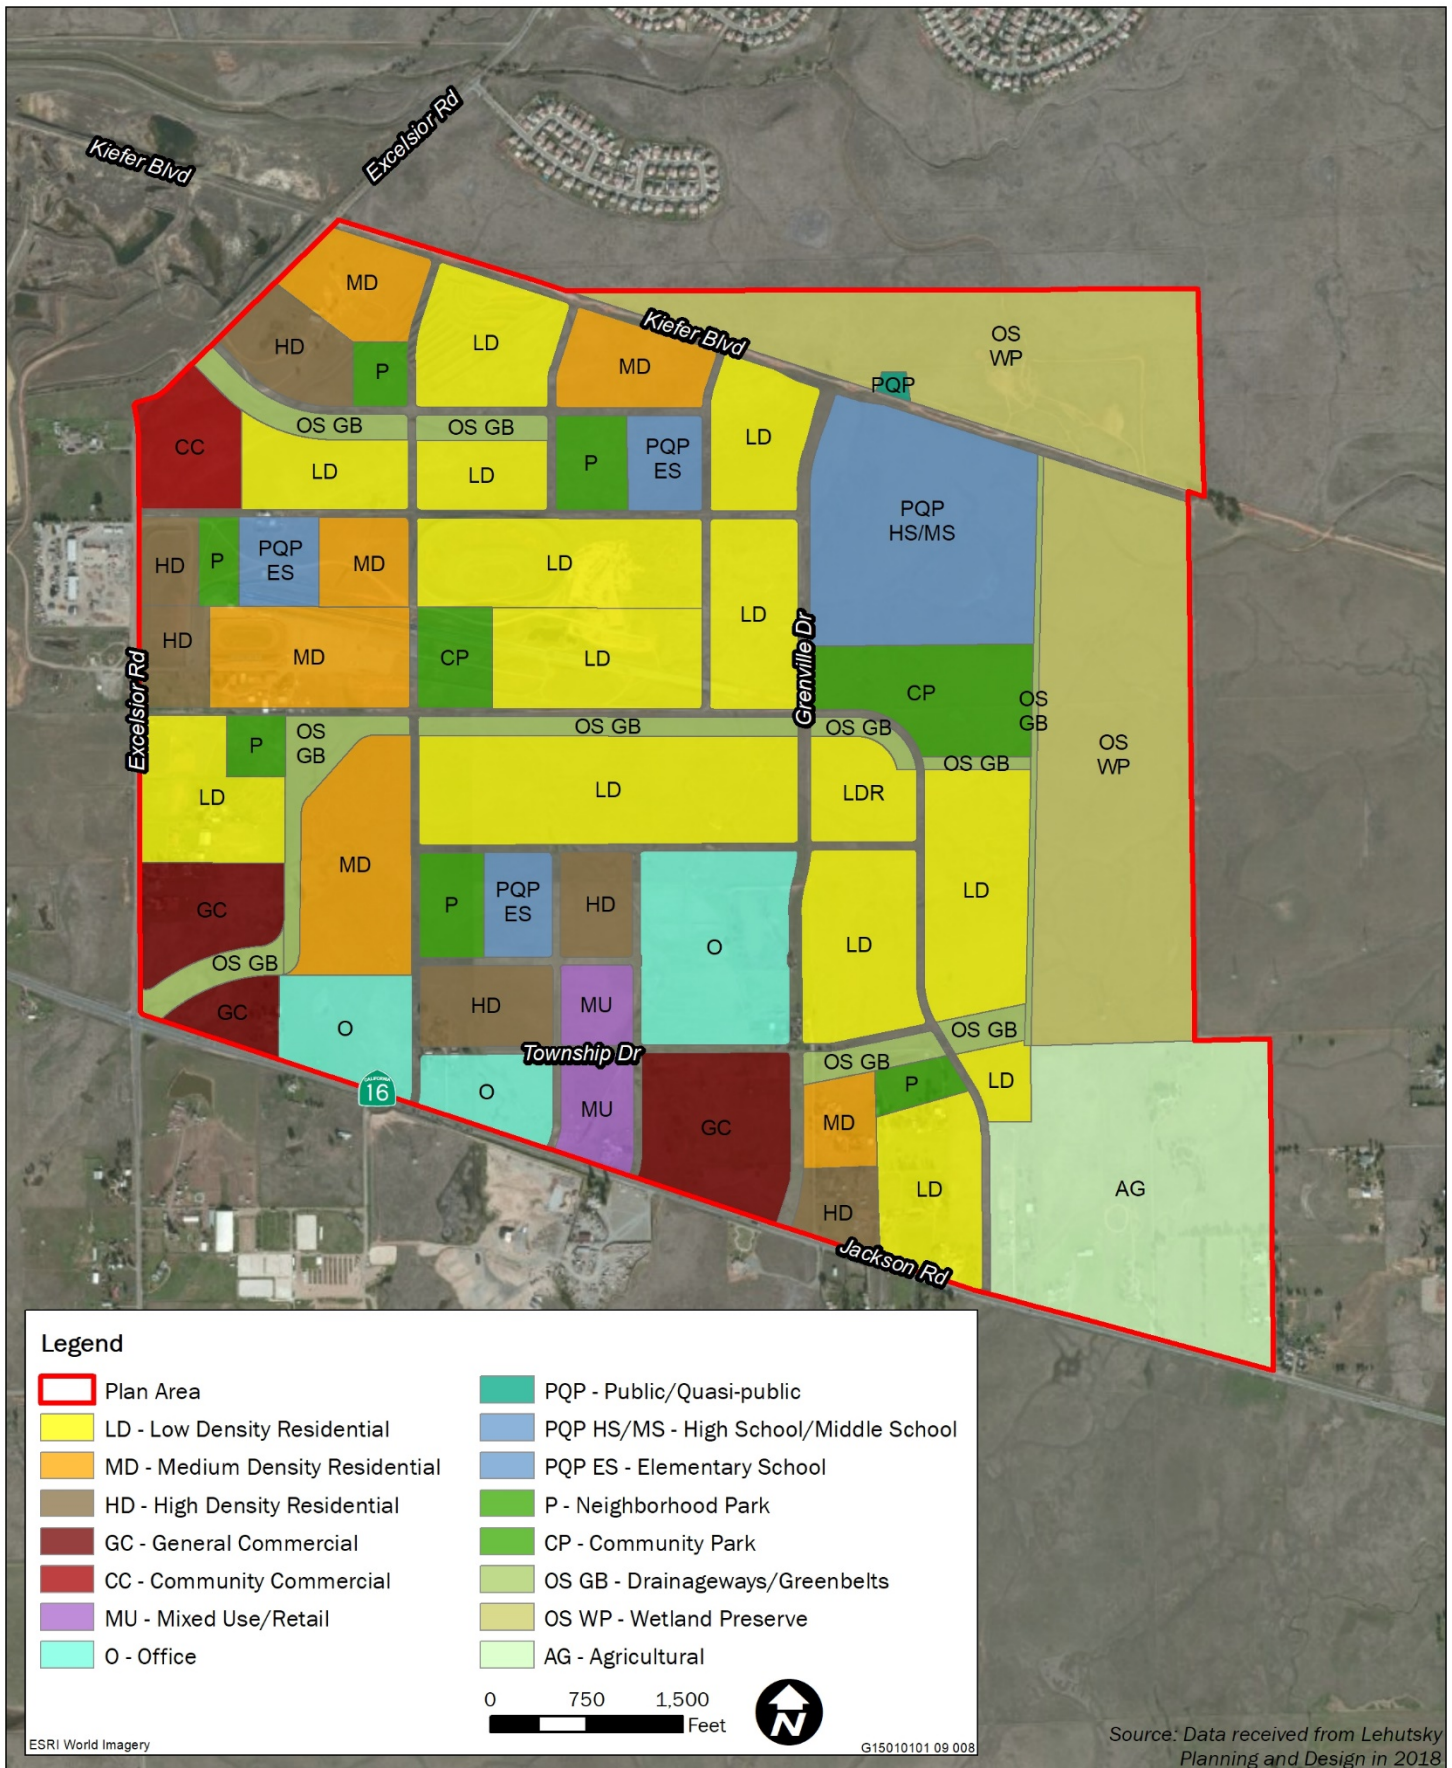 Kiefer Blvd
Excelsior Rd
MD
HD
P
LD
MD
Kiefer Blvd
OS
WP
PQP
CC
OS GB
OS GB
LD
LD
P
PQP
ES
LD
PQP
HS/MS
HD
P
PQP
ES
MD
LD
LD
HD
MD
CP
LD
Grenville Dr
Excelsior Rd
CP
OS
GB
OS
WP
P
OS
GB
OS GB
OS GB
OS GB
LD
LD
LDR
MD
LD
GC
P
PQP
ES
HD
O
LD
OS GB
GC
O
HD
MU
OS GB
Township Dr
CALIFORNIA
16
O
MU
GC
OS GB
P
LD
MD
HD
LD
AG
Jackson Rd
Legend
Plan Area
LD - Low Density Residential
MD - Medium Density Residential
HD - High Density Residential
GC - General Commercial
CC - Community Commercial
MU - Mixed Use/Retail
O - Office
PQP - Public/Quasi-public
PQP HS/MS - High School/Middle School
PQP ES - Elementary School
P - Neighborhood Park
CP - Community Park
OS GB - Drainageways/Greenbelts
OS WP - Wetland Preserve
AG - Agricultural
0 750 1,500
Feet
N
ESRI World Imagery
G15010101 09 008
Source: Data received from Lehutsky
Planning and Design in 2018